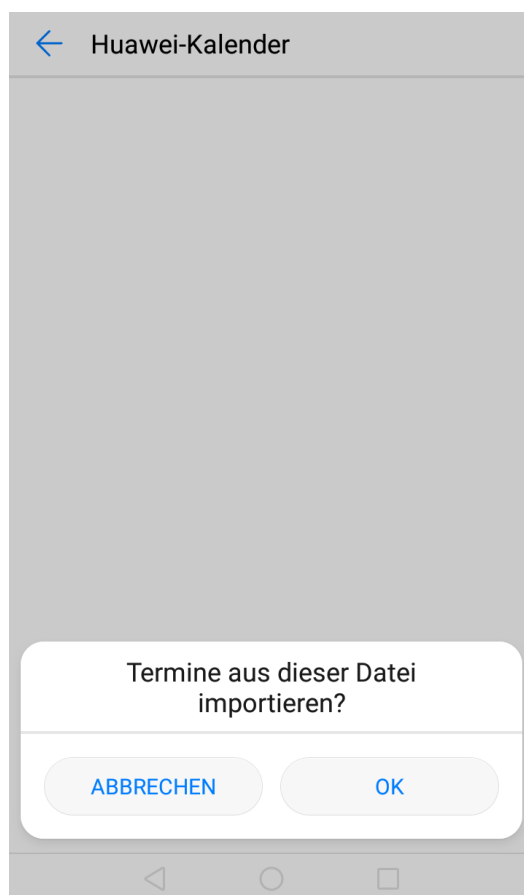 Huawei-Kalender
Termine aus dieser Datei
importieren?
ABBRECHEN
OK